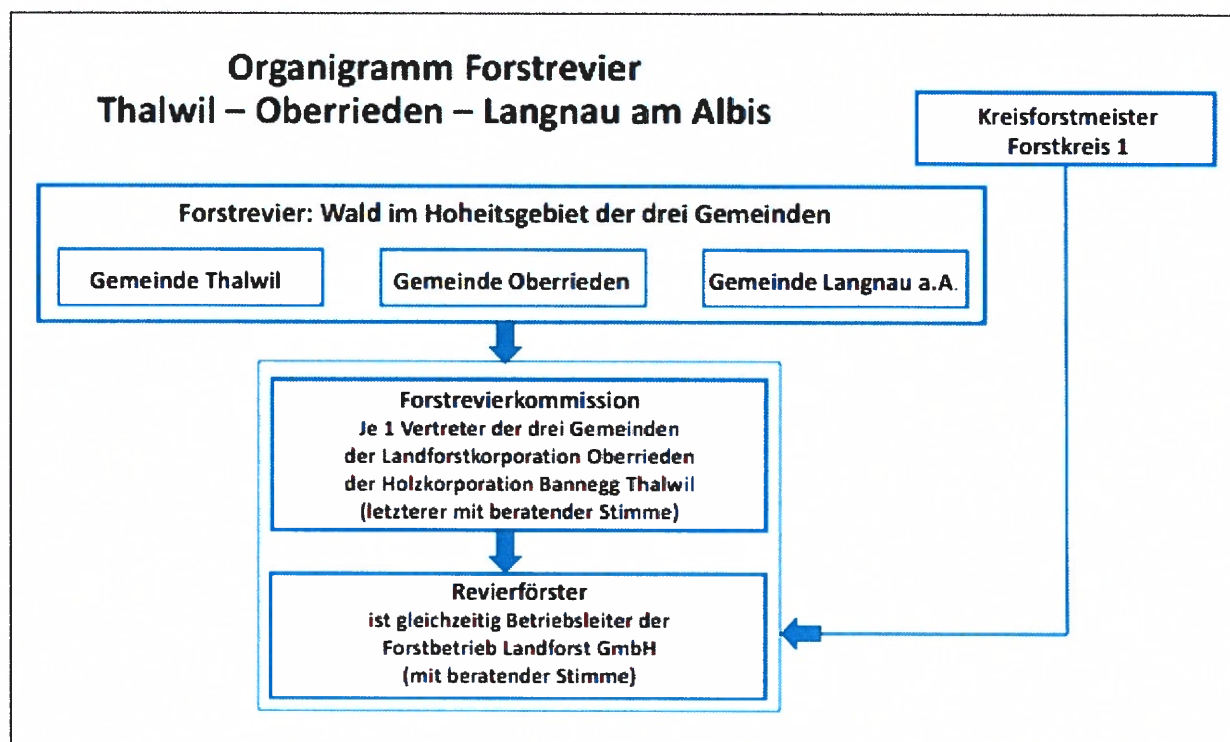 Organigramm Forstrevier
Thalwil – Oberrieden – Langnau am Albis
Kreisforstmeister
Forstkreis 1
Forstrevier: Wald im Hoheitsgebiet der drei Gemeinden
Gemeinde Thalwil
Gemeinde Oberrieden
Gemeinde Langnau a.A.
Forstrevierkommission
Je 1 Vertreter der drei Gemeinden
der Landforstkorporation Oberrieden
der Holzkorporation Bannegg Thalwil
(letzterer mit beratender Stimme)
Revierförster
ist gleichzeitig Betriebsleiter der
Forstbetrieb Landforst GmbH
(mit beratender Stimme)